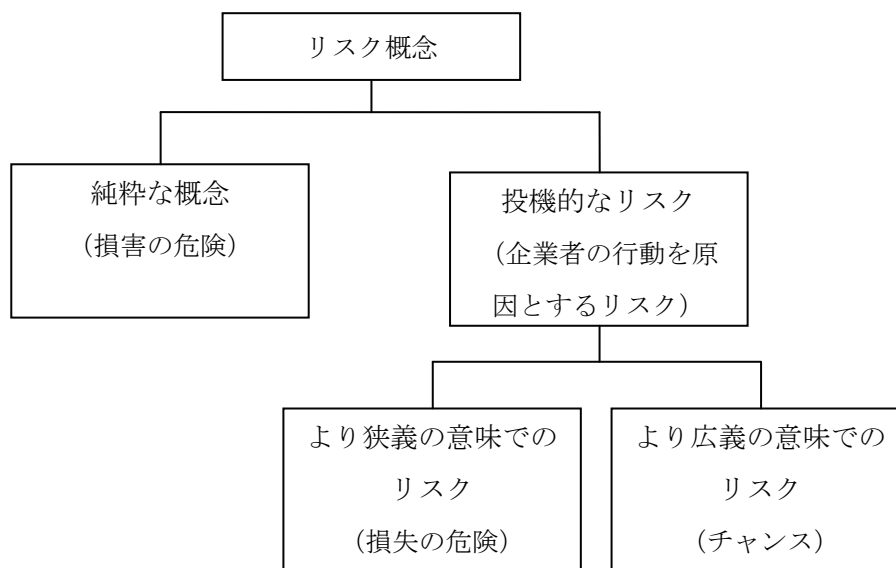 リスク概念
純粋な概念
（損害の危険）
投機的なリスク
（企業者の行動を原
因とするリスク）
より狭義の意味での
リスク
（損失の危険）
より広義の意味での
リスク
（チャンス）